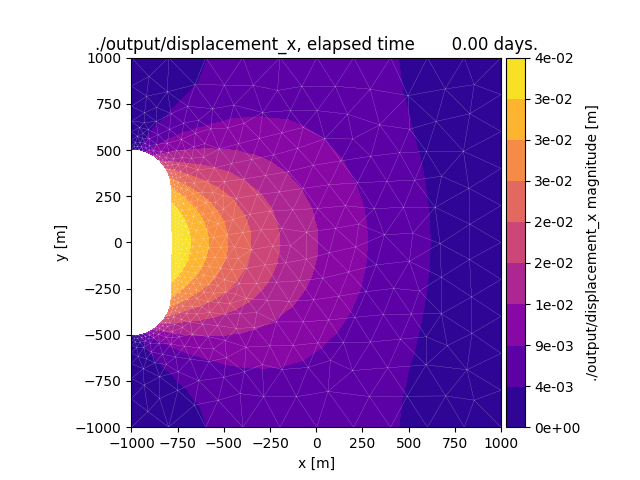 ./output/displacement_x, elapsed time 0.00 days.
1000
750
500
250
0
−250
−500
−750
−1000
y [m]
−1000 −750 −500 −250 0 250 500 750 1000
x [m]
4e-02
3e-02
3e-02
3e-02
2e-02
2e-02
1e-02
9e-03
4e-03
0e+00
./output/displacement_x magnitude [m]